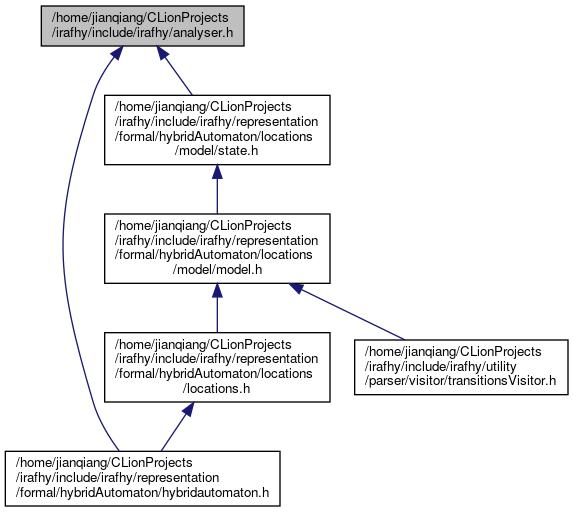 /home/jianqiang/CLionProjects
/irafhy/include/irafhy/analyser.h
/home/jianqiang/CLionProjects
/irafhy/include/irafhy/representation
/formal/hybridAutomaton/locations
/model/state.h
/home/jianqiang/CLionProjects
/irafhy/include/irafhy/representation
/formal/hybridAutomaton/locations
/model/model.h
/home/jianqiang/CLionProjects
/irafhy/include/irafhy/representation
/formal/hybridAutomaton/locations
/locations.h
/home/jianqiang/CLionProjects
/irafhy/include/irafhy/utility
/parser/visitor/transitionsVisitor.h
/home/jianqiang/CLionProjects
/irafhy/include/irafhy/representation
/formal/hybridAutomaton/hybridautomaton.h